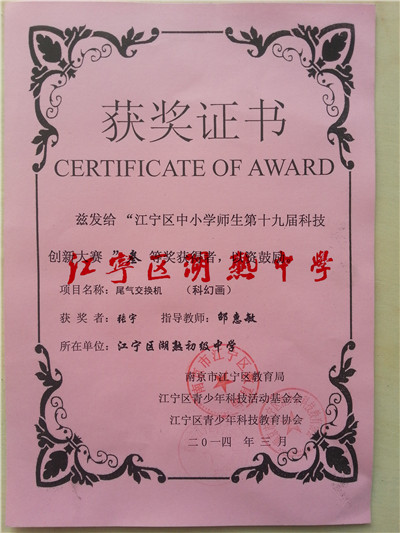 获奖证书
CERTIFICATE OF AWARD
兹发给“江宁区中小学师生第十九届科技
创新大赛”叁等奖获得者，以资鼓励。
江宁区湖熟中学
项目名称：尾气交换机 （科幻画）
获奖者：张宇 指导教师：邹惠敏
所在单位：江宁区湖熟初级中学
南京市江宁区教育局
江宁区青少年科技活动基金会
江宁区青少年科技教育协会
二〇一四年三月